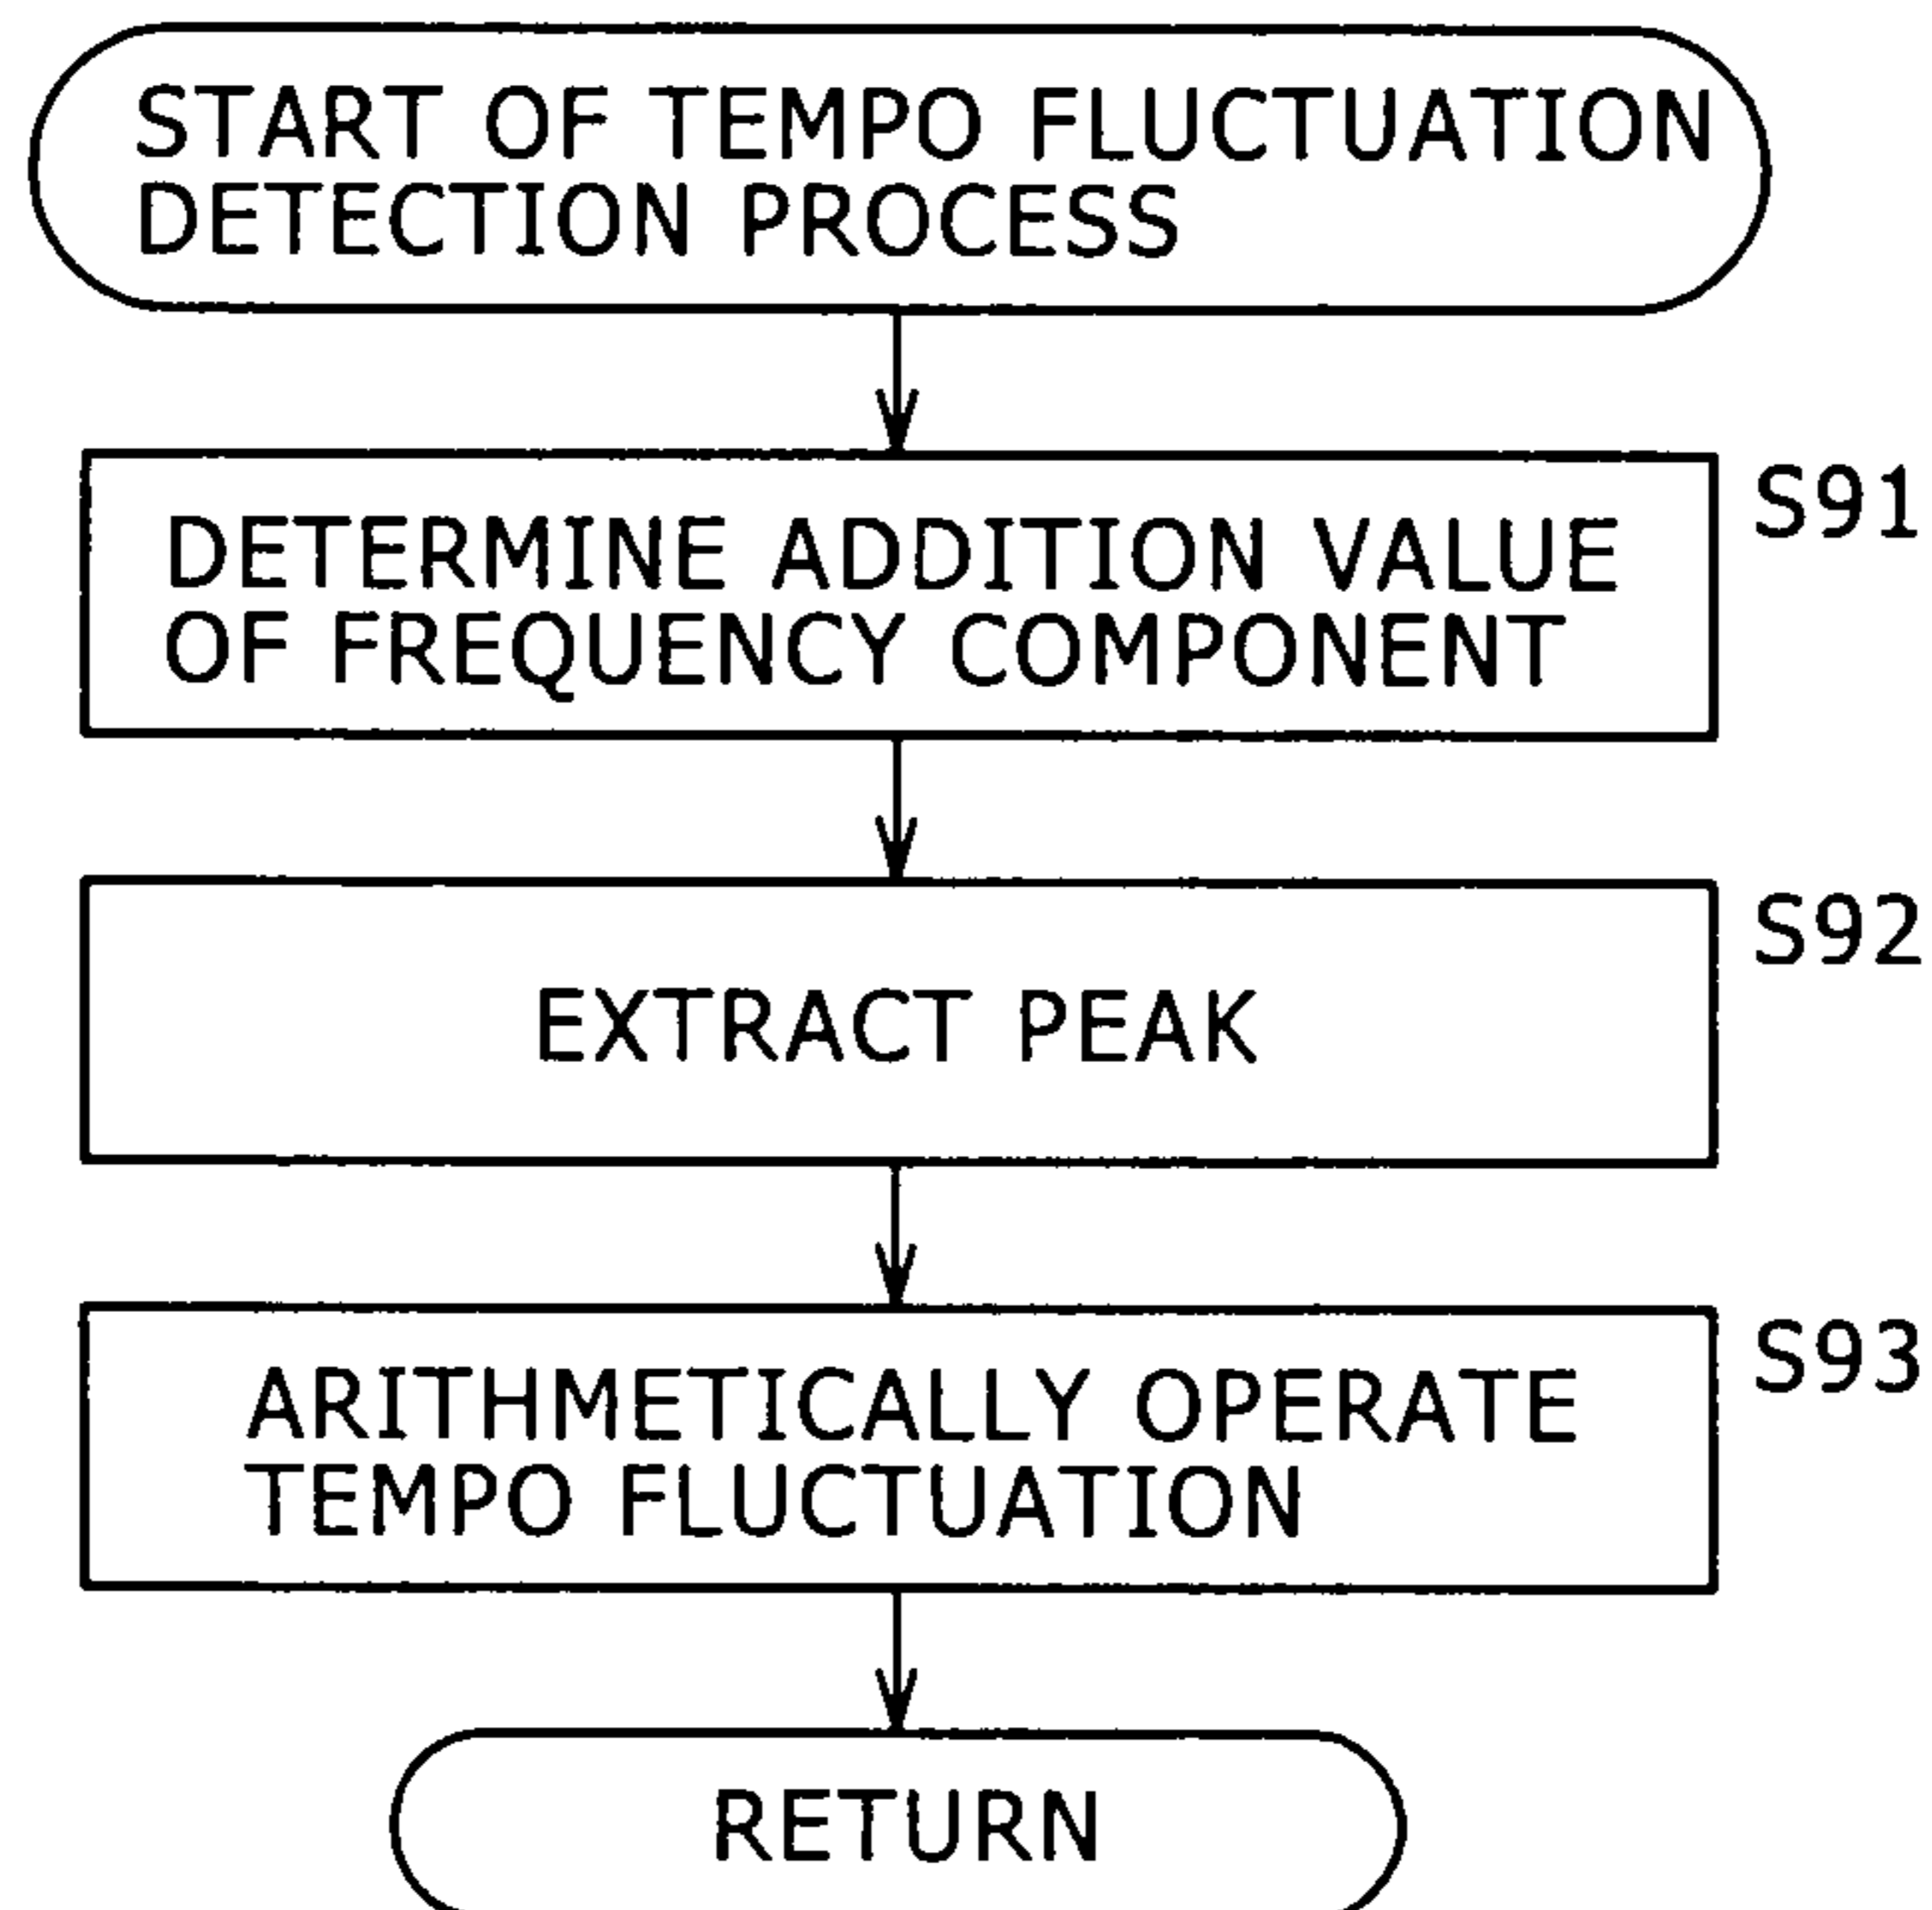 START OF TEMPO FLUCTUATION
DETECTION PROCESS
DETERMINE ADDITION VALUE
OF FREQUENCY COMPONENT
S91
EXTRACT PEAK
S92
ARITHMETICALLY OPERATE
TEMPO FLUCTUATION
S93
RETURN